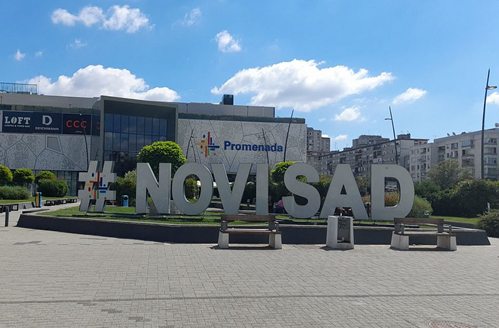 LOFT
D
CCC
Promenada
#NOVI SAD